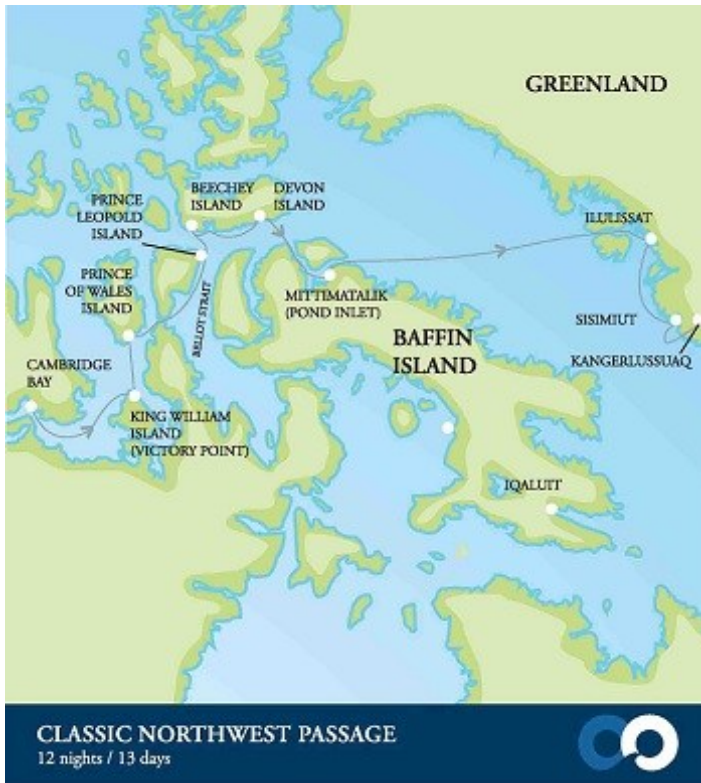 GREENLAND
BEECHEY
ISLAND
DEVON
ISLAND
PRINCE
LEOPOLD
ISLAND
ILULISSAT
PRINCE
OF WALES
ISLAND
MITTIMATALIK
(POND INLET)
BELLOT STRAIT
SISIMIUT
BAFFIN
ISLAND
KANGERLUSSUAQ
CAMBRIDGE
BAY
KING WILLIAM
ISLAND
(VICTORY POINT)
IQALUIT
CLASSIC NORTHWEST PASSAGE
12 nights / 13 days